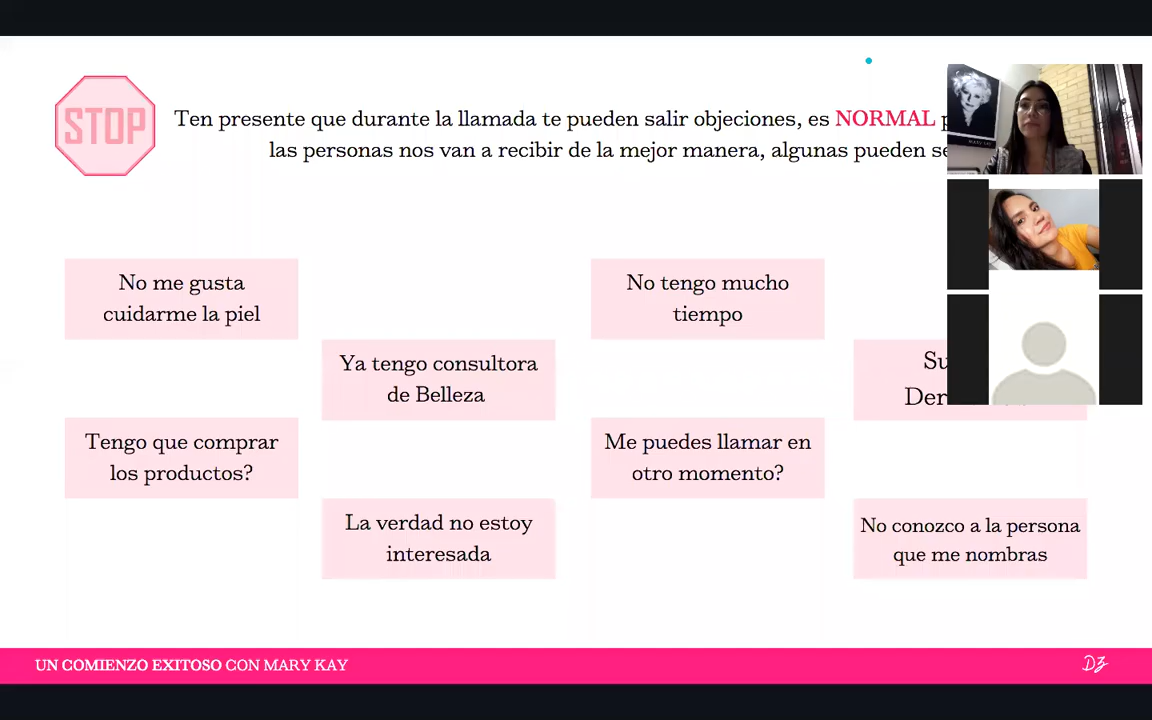 STOP
Ten presente que durante la llamada te pueden salir objeciones, es NORMAL
las personas nos van a recibir de la mejor manera, algunas pueden
No me gusta
cuidarme la piel
No tengo mucho
tiempo
Ya tengo consultora
de Belleza
Tengo que comprar
los productos?
Me puedes llamar en
otro momento?
La verdad no estoy
interesada
No conozco a la persona
que me nombras
UN COMIENZO EXITOSO CON MARY KAY
DZ